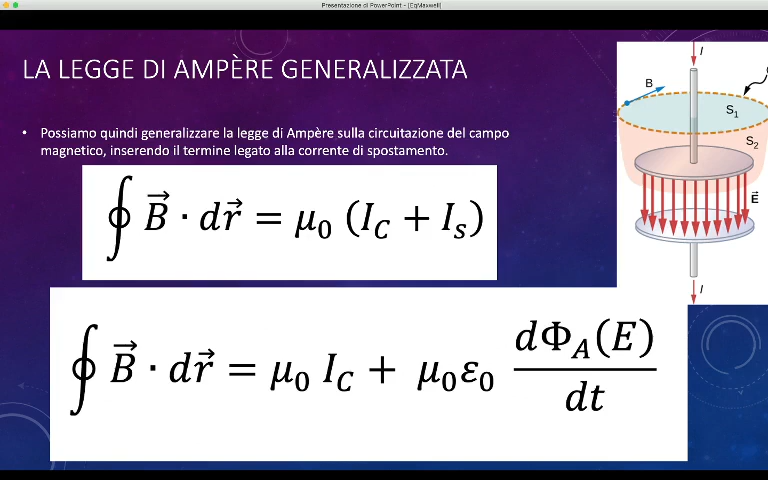 Presentazione di PowerPoint - [EqMaxwell]
LA LEGGE DI AMPÈRE GENERALIZZATA
• Possiamo quindi generalizzare la legge di Ampère sulla circuitazione del campo
magnetico, inserendo il termine legato alla corrente di spostamento.
∮ B⃗ · dr⃗ = μ₀ (I_C + I_s)
∮ B⃗ · dr⃗ = μ₀ I_C + μ₀ε₀ dΦ_A(E)/dt
I
B
S₁
S₂
E⃗
I